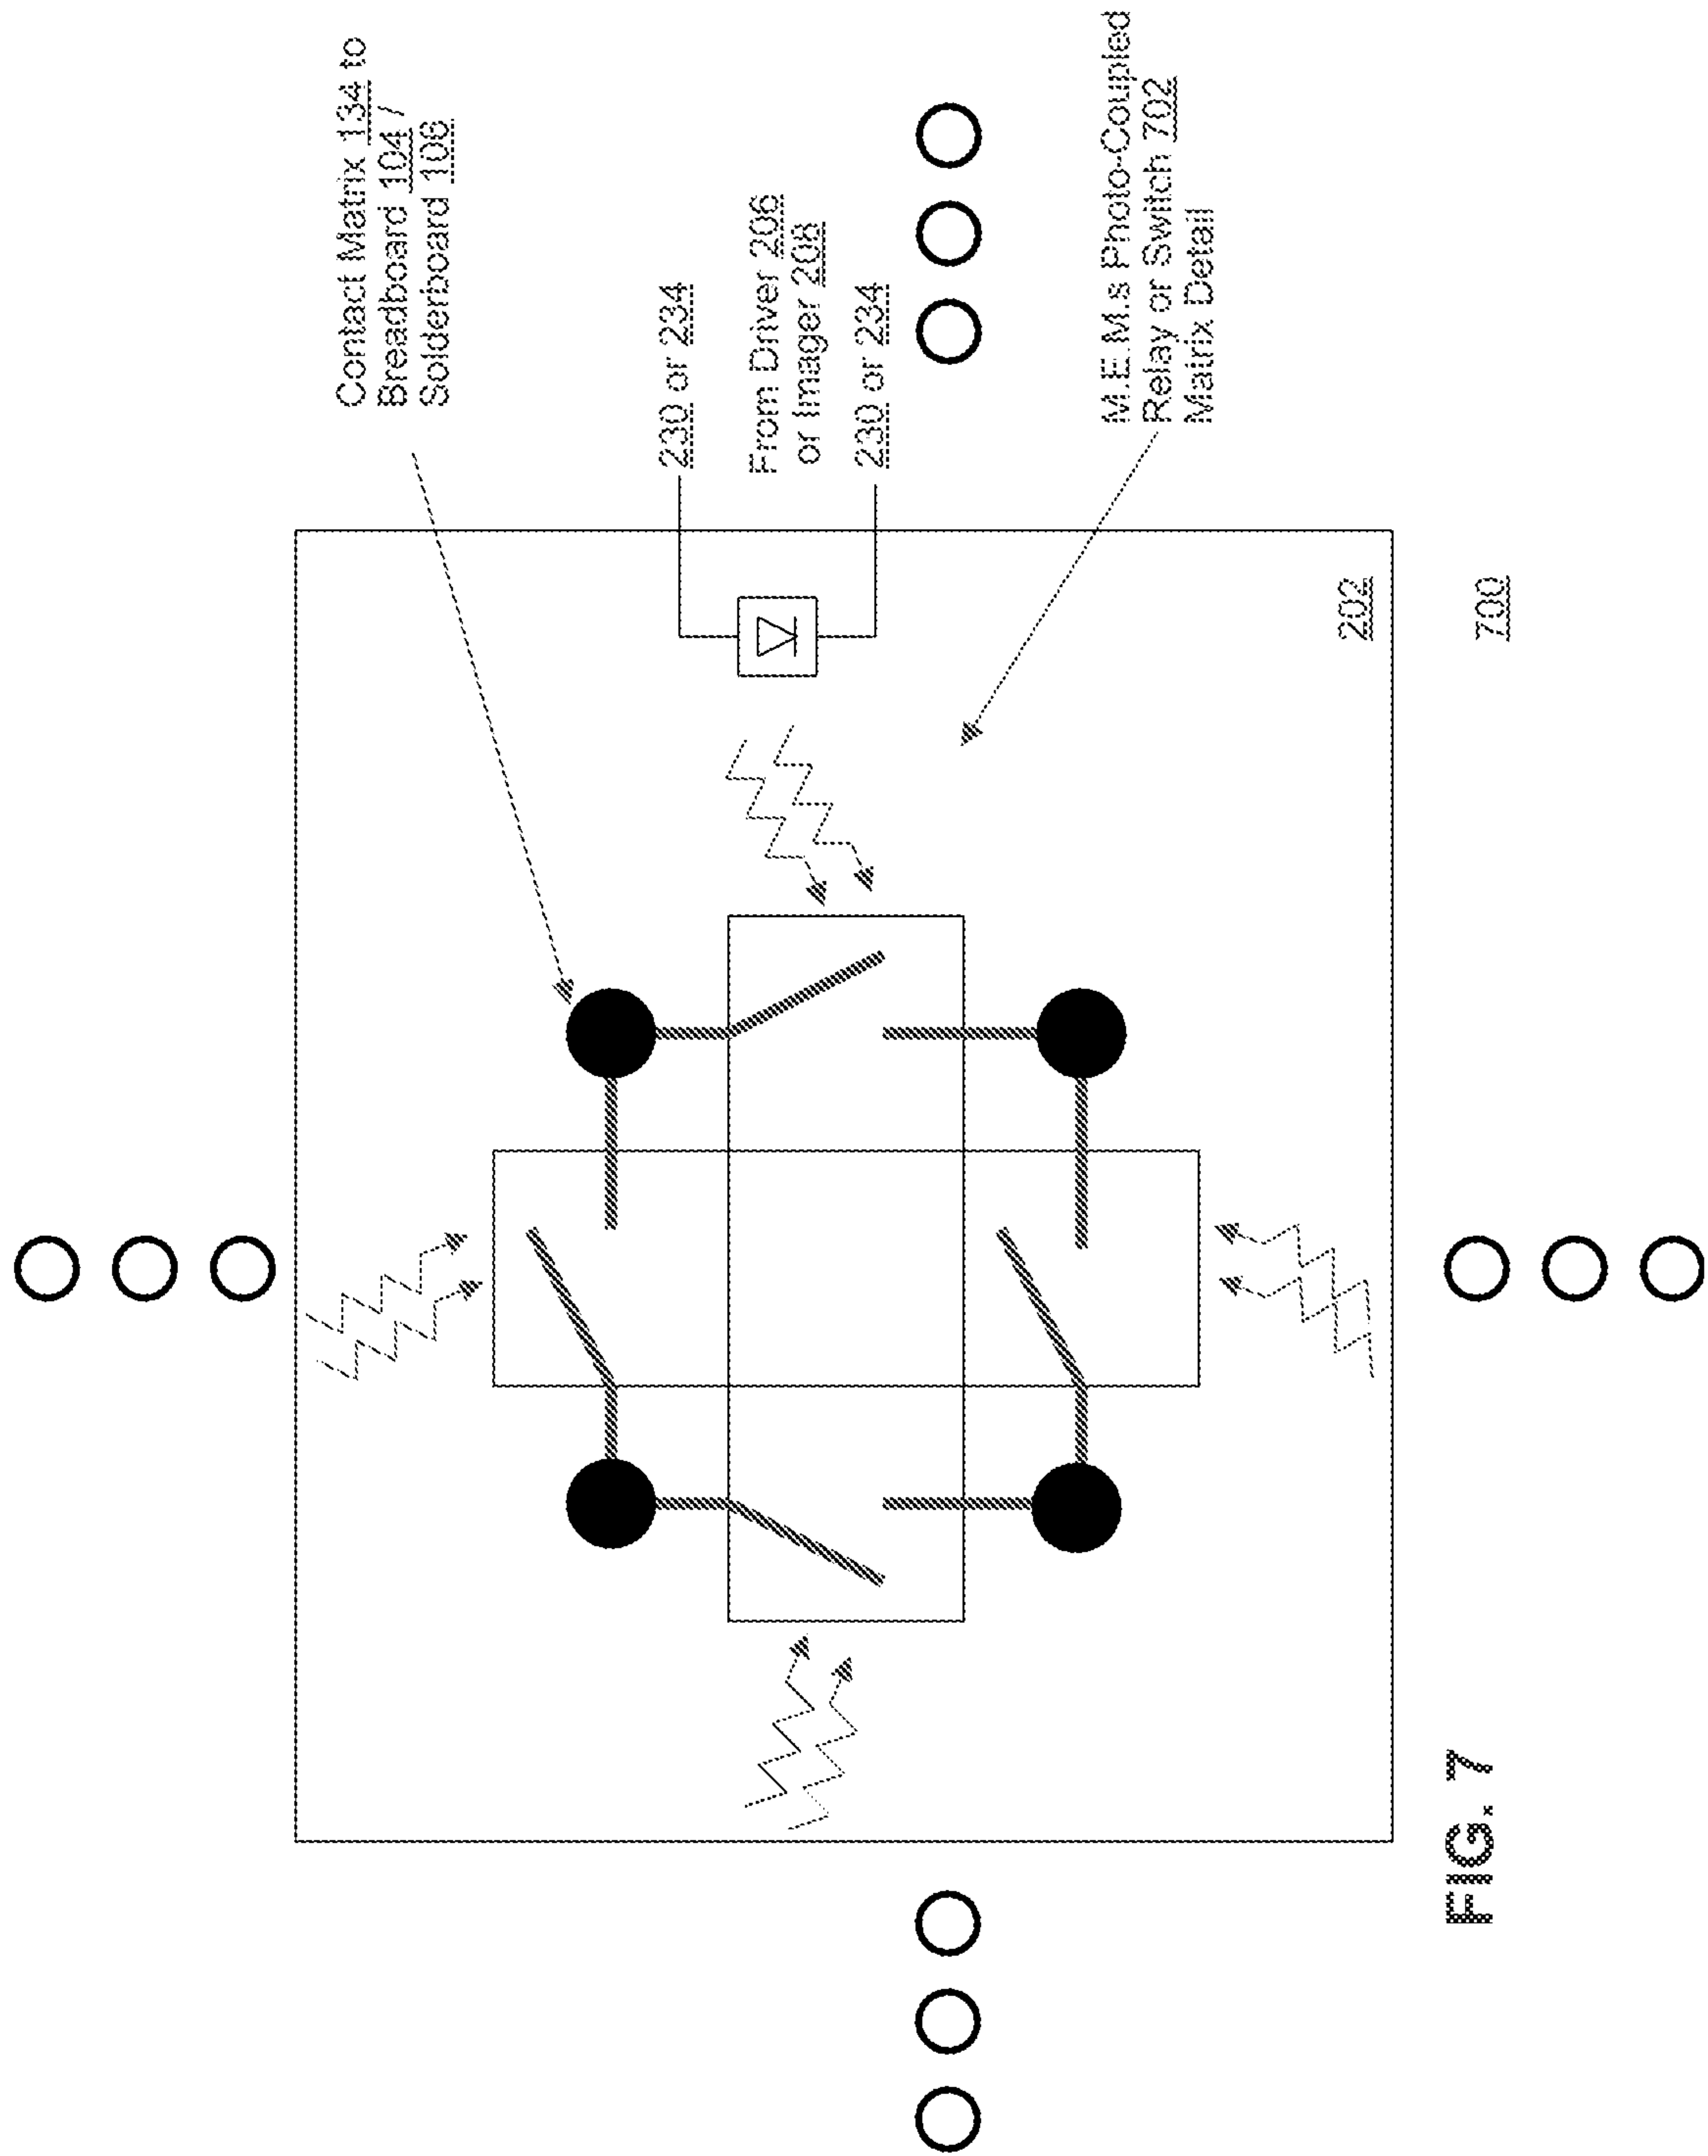 Contact Matrix 134 to
Breadboard 104 /
Solderboard 106
230 or 234
From Driver 206
or Imager 208
230 or 234
M.E.M.s Photo-Coupled
Relay or Switch 702
Matrix Detail
202
700
FIG. 7